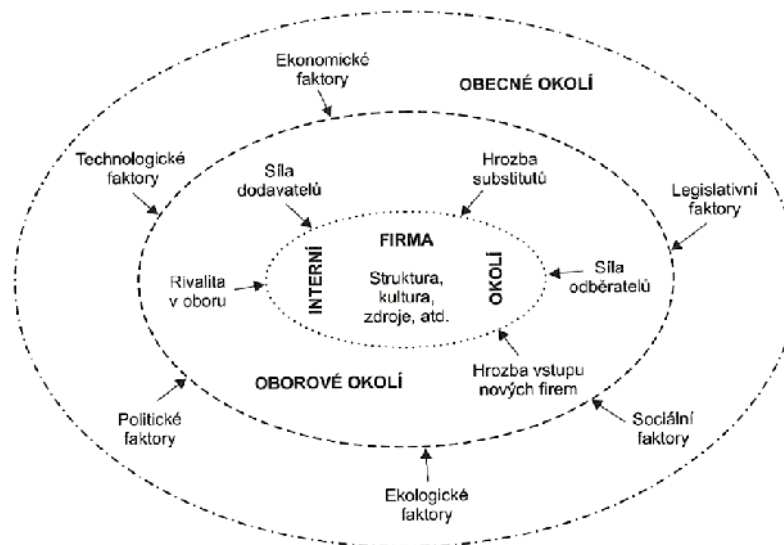 Ekonomické
faktory
OBECNÉ OKOLÍ
Technologické
faktory
Síla
dodavatelů
Hrozba
substitutů
Legislativní
faktory
FIRMA
INTERNÍ
OKOLÍ
Struktura,
kultura,
zdroje, atd.
Rivalita
v oboru
Síla
odběratelů
OBOROVÉ OKOLÍ
Hrozba vstupu
nových firem
Politické
faktory
Sociální
faktory
Ekologické
faktory